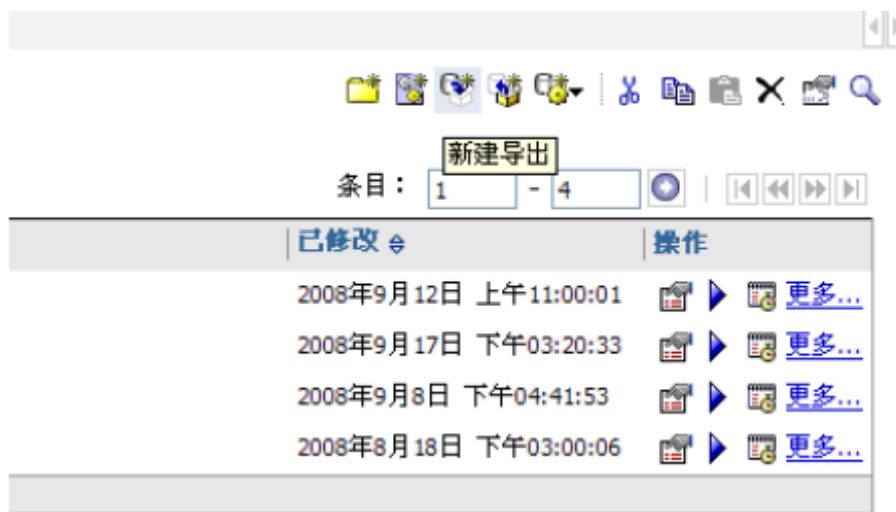 新建导出
条目： 1 - 4
已修改 操作
2008年9月12日 上午11:00:01 更多...
2008年9月17日 下午03:20:33 更多...
2008年9月8日 下午04:41:53 更多...
2008年8月18日 下午03:00:06 更多...